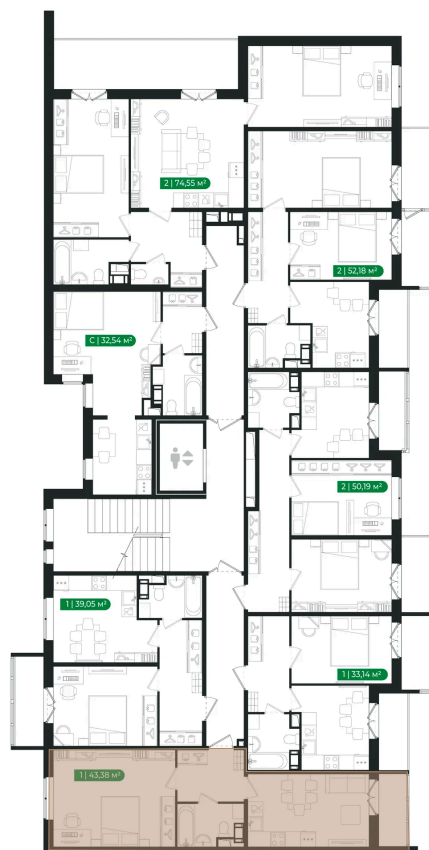 2 | 74,55 м²
2 | 52,18 м²
С | 32,54 м²
2 | 50,19 м²
1 | 39,05 м²
1 | 33,14 м²
1 | 43,38 м²